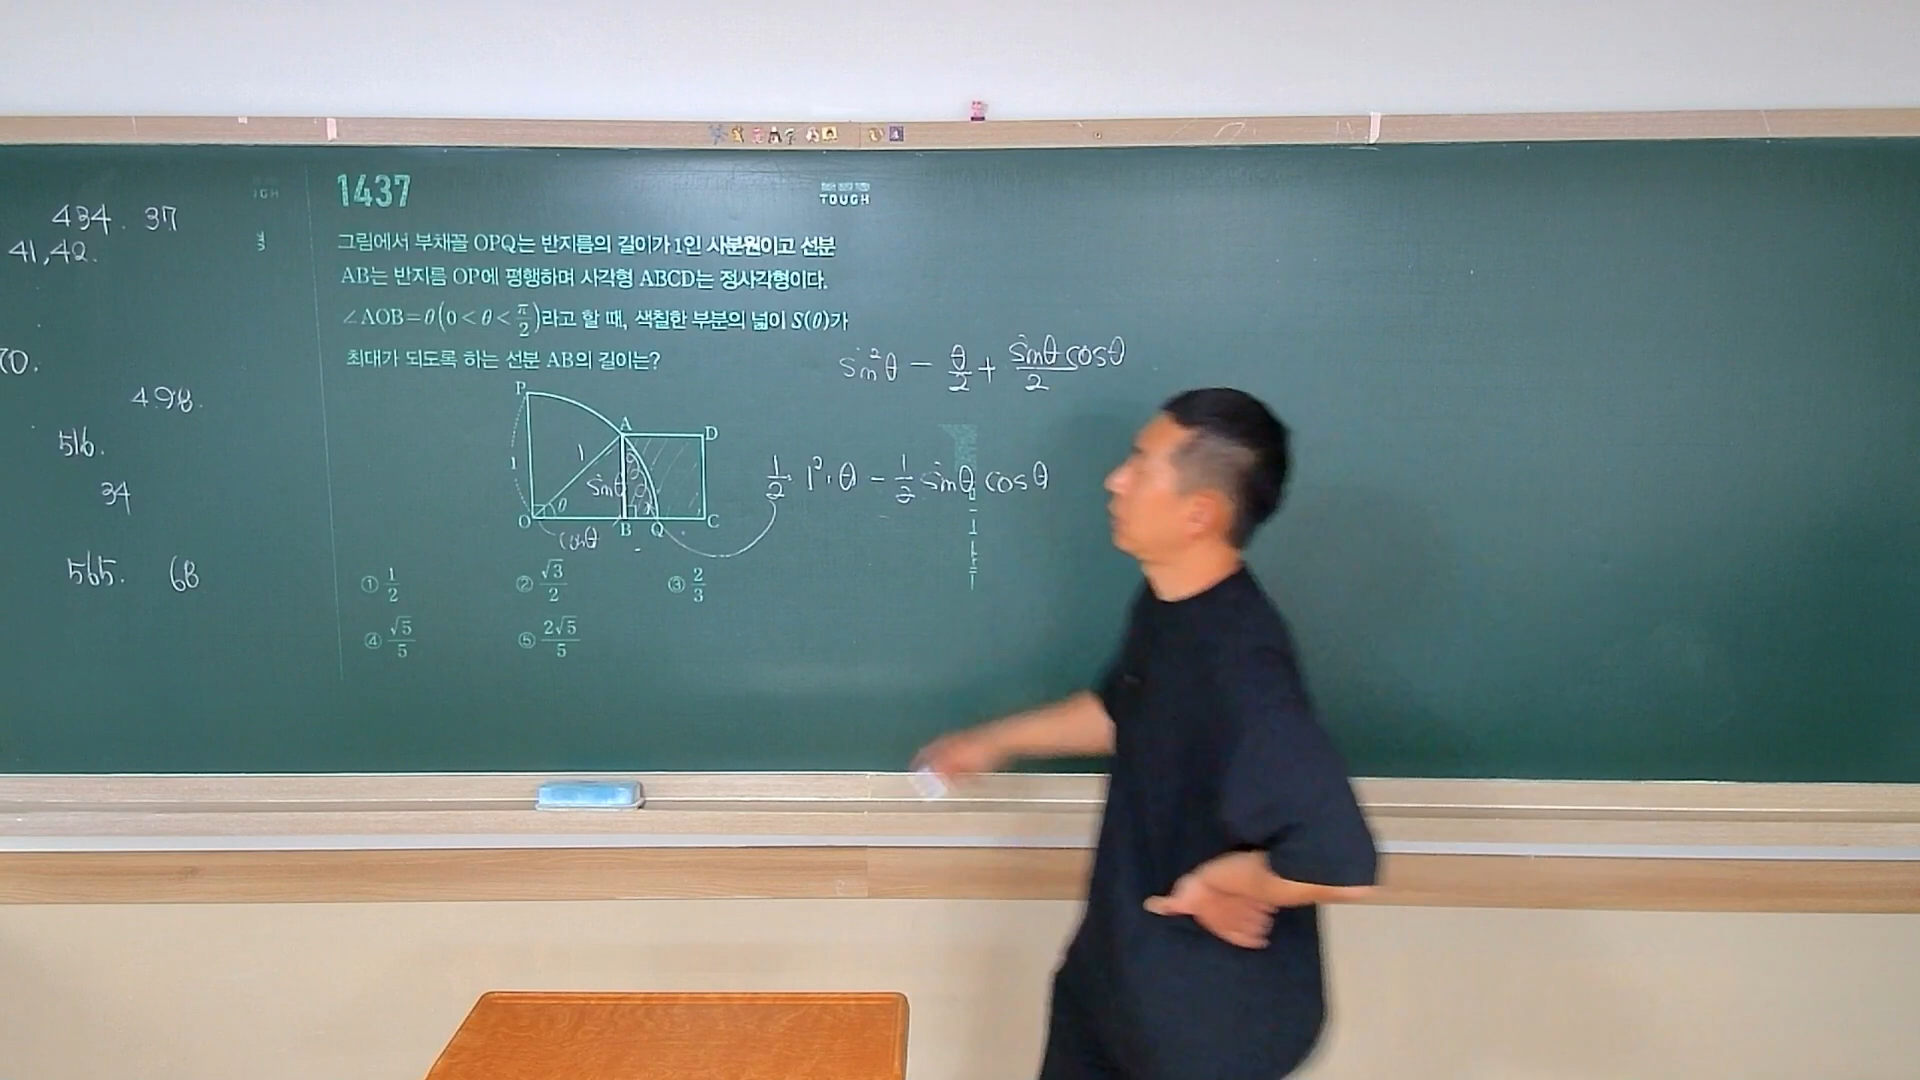 434. 37
41,42.
70.
498.
516.
34
565. 68
1437
TOUGH
그림에서 부채꼴 OPQ는 반지름의 길이가 1인 사분원이고 선분
AB는 반지름 OP에 평행하며 사각형 ABCD는 정사각형이다.
∠AOB=θ(0<θ<π/2)라고 할 때, 색칠한 부분의 넓이 S(θ)가
최대가 되도록 하는 선분 AB의 길이는?
P
A
D
1
1
sinθ
θ
O
B
Q
C
cosθ
① 1/2 ② √3/2 ③ 2/3
④ √5/5 ⑤ 2√5/5
sin²θ - θ/2 + sinθcosθ/2
1/2 · 1² · θ - 1/2 sinθ cosθ